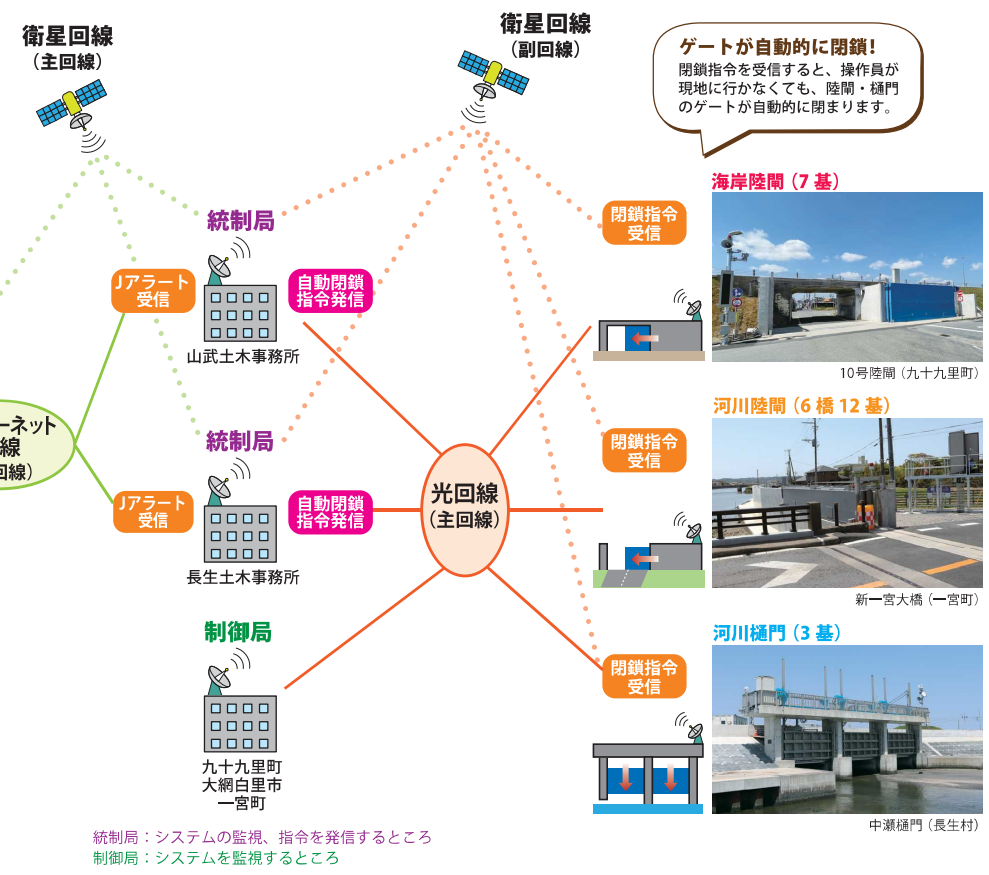 衛星回線
(主回線)
衛星回線
(副回線)
ゲートが自動的に閉鎖!
閉鎖指令を受信すると、操作員が
現地に行かなくても、陸閘・樋門
のゲートが自動的に閉まります。
統制局
Jアラート
受信
自動閉鎖
指令発信
山武土木事務所
閉鎖指令
受信
海岸陸閘(7 基)
10号陸閘(九十九里町)
ーネット
線
回線)
統制局
Jアラート
受信
自動閉鎖
指令発信
長生土木事務所
光回線
(主回線)
閉鎖指令
受信
河川陸閘(6 橋 12 基)
新一宮大橋(一宮町)
制御局
九十九里町
大網白里市
一宮町
閉鎖指令
受信
河川樋門(3 基)
中瀬樋門(長生村)
統制局:システムの監視、指令を発信するところ
制御局:システムを監視するところ